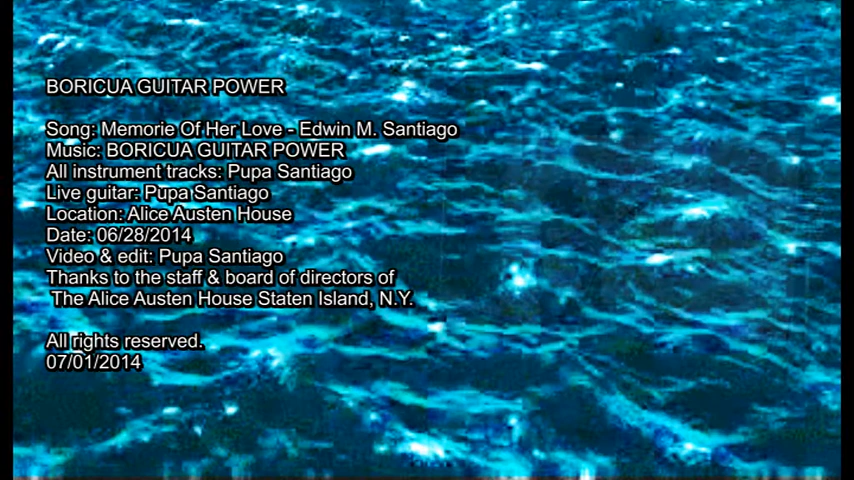 BORICUA GUITAR POWER
Song: Memorie Of Her Love - Edwin M. Santiago
Music: BORICUA GUITAR POWER
All instrument tracks: Pupa Santiago
Live guitar: Pupa Santiago
Location: Alice Austen House
Date: 06/28/2014
Video & edit: Pupa Santiago
Thanks to the staff & board of directors of
The Alice Austen House Staten Island, N.Y.
All rights reserved.
07/01/2014